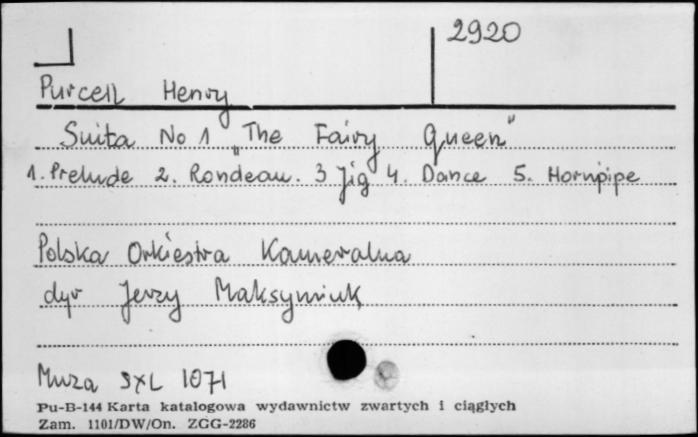 2920
Purcell Henry
Suita No 1 „The Fairy Queen"
1. Prelude 2. Rondeau. 3 Jig 4. Dance 5. Hornpipe
Polska Orkiestra Kameralna
dyr Jerzy Maksymiuk
Muza SXL 1071
Pu-B-144 Karta katalogowa wydawnictw zwartych i ciągłych
Zam. 1101/DW/On. ZGG-2286